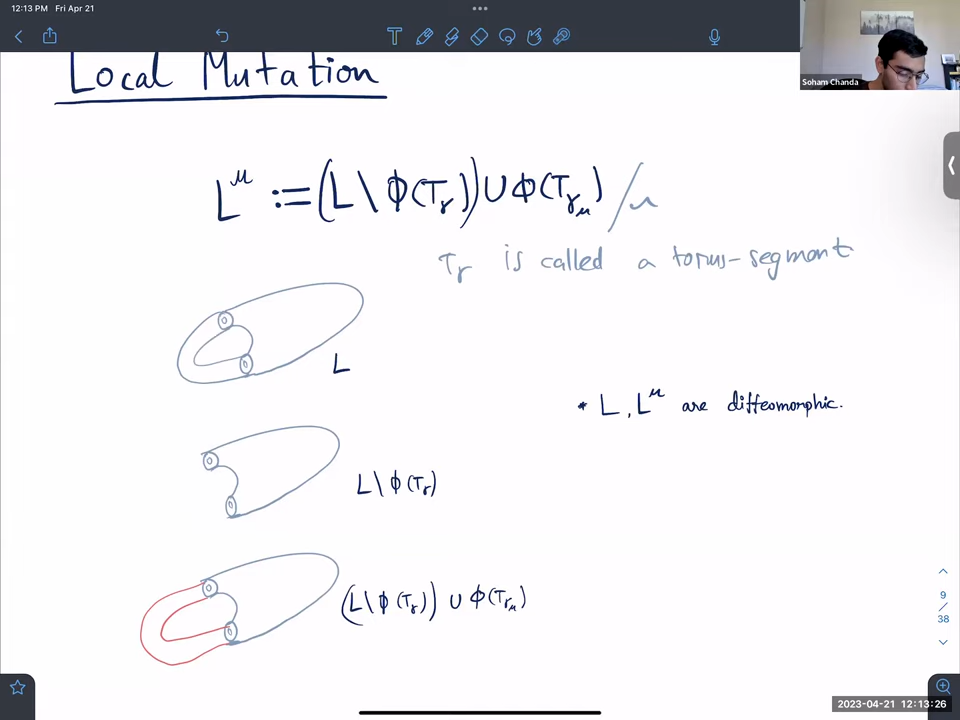 12:13 PM Fri Apr 21
Soham Chanda
Local Mutation
L^μ := (L \ Φ(T_γ)) ∪ Φ(T_{γ_μ}) / μ
T_γ is called a torus-segment
L
* L, L^μ are diffeomorphic.
L \ Φ(T_γ)
(L \ Φ(T_γ)) ∪ Φ(T_{γ_μ})
9
/
38
2023-04-21 12:13:26